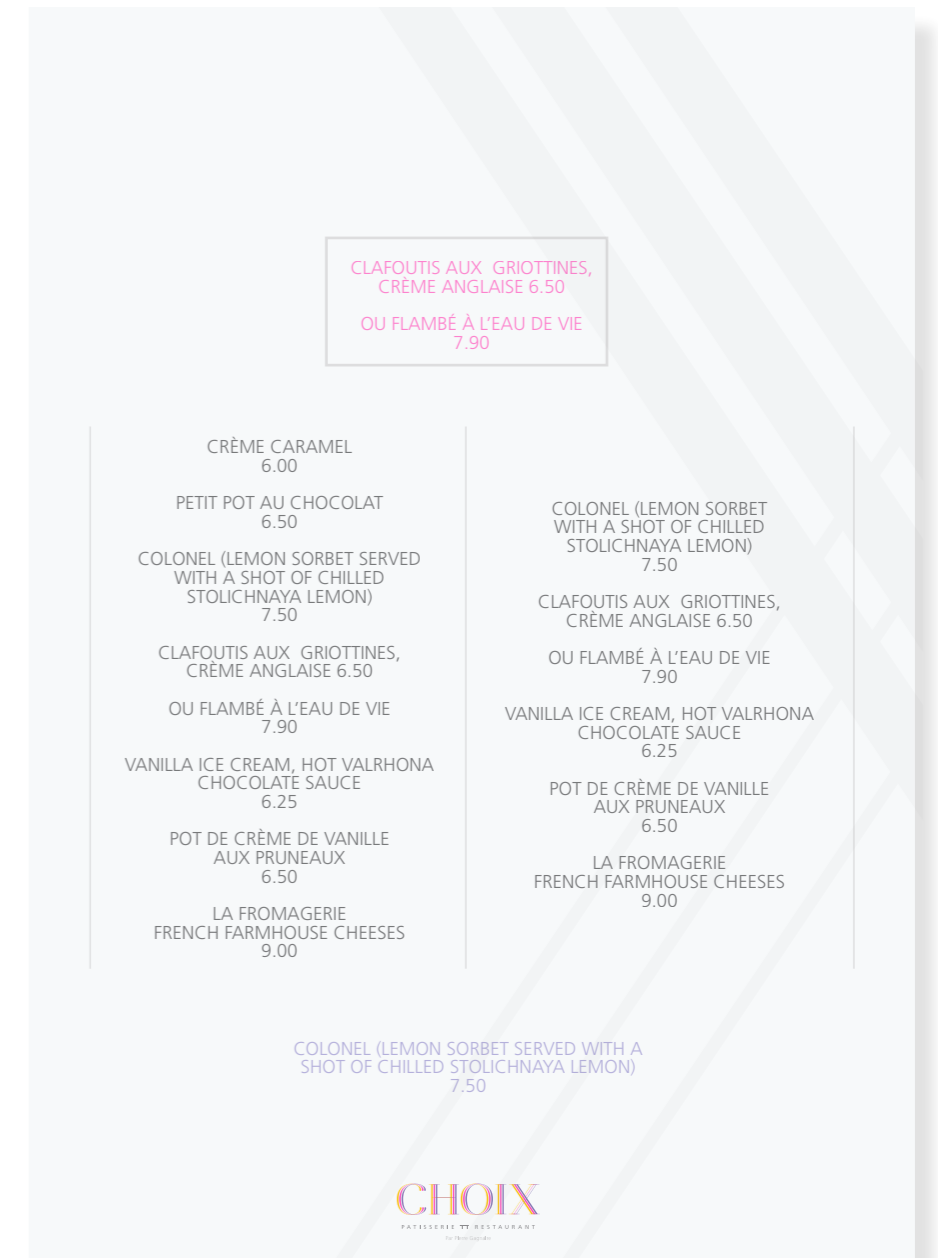 CLAFOUTIS AUX GRIOTTINES,
CRÈME ANGLAISE 6.50
OU FLAMBÉ À L'EAU DE VIE
7.90
CRÈME CARAMEL
6.00
PETIT POT AU CHOCOLAT
6.50
COLONEL (LEMON SORBET SERVED
WITH A SHOT OF CHILLED
STOLICHNAYA LEMON)
7.50
CLAFOUTIS AUX GRIOTTINES,
CRÈME ANGLAISE 6.50
OU FLAMBÉ À L'EAU DE VIE
7.90
VANILLA ICE CREAM, HOT VALRHONA
CHOCOLATE SAUCE
6.25
POT DE CRÈME DE VANILLE
AUX PRUNEAUX
6.50
LA FROMAGERIE
FRENCH FARMHOUSE CHEESES
9.00
COLONEL (LEMON SORBET
WITH A SHOT OF CHILLED
STOLICHNAYA LEMON)
7.50
CLAFOUTIS AUX GRIOTTINES,
CRÈME ANGLAISE 6.50
OU FLAMBÉ À L'EAU DE VIE
7.90
VANILLA ICE CREAM, HOT VALRHONA
CHOCOLATE SAUCE
6.25
POT DE CRÈME DE VANILLE
AUX PRUNEAUX
6.50
LA FROMAGERIE
FRENCH FARMHOUSE CHEESES
9.00
COLONEL (LEMON SORBET SERVED WITH A
SHOT OF CHILLED STOLICHNAYA LEMON)
7.50
CHOIX
PATISSERIE RESTAURANT